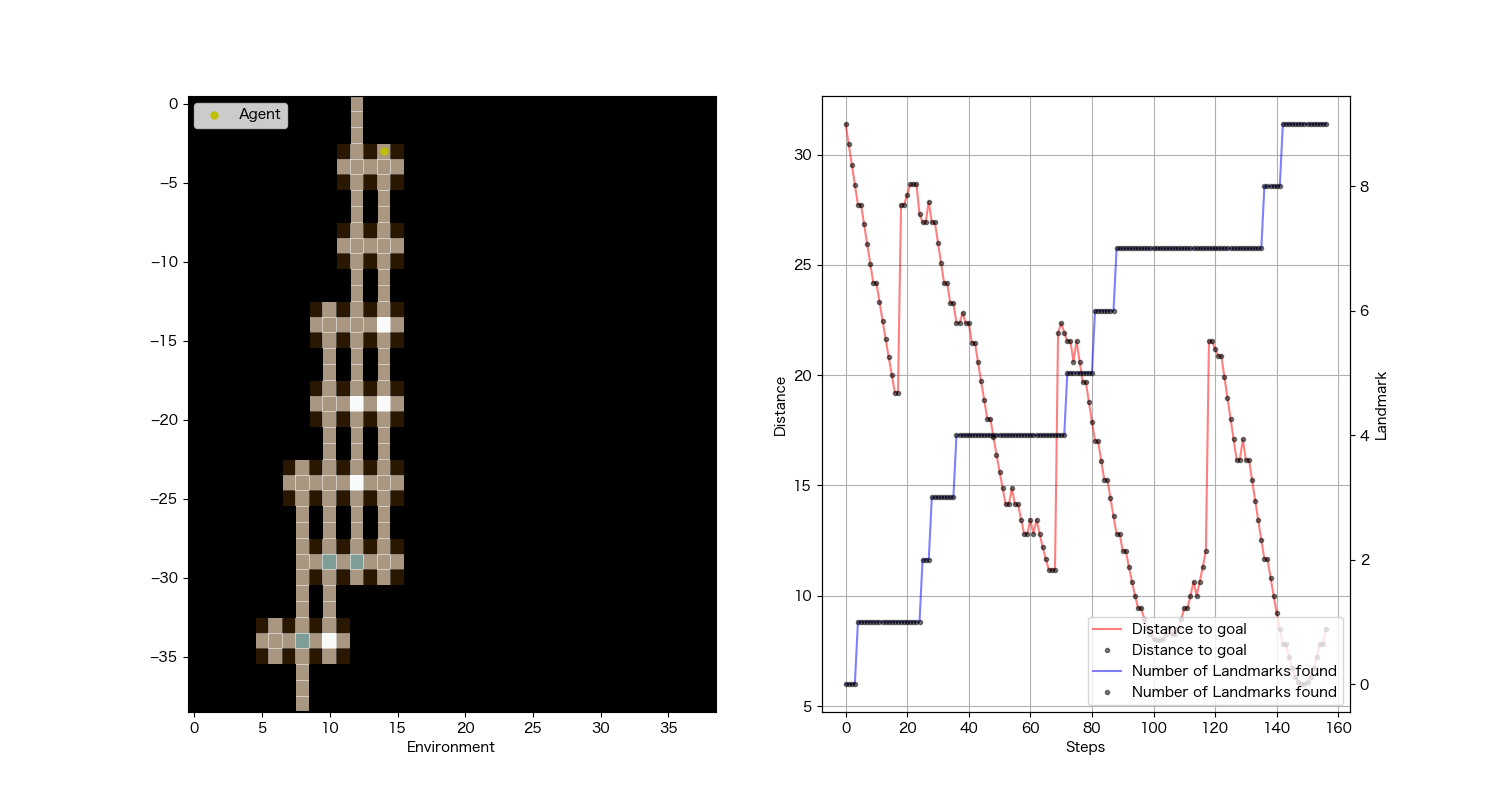 Agent
0
−5
−10
−15
−20
−25
−30
−35
0 5 10 15 20 25 30 35
Environment
Distance
30
25
20
15
10
5
0 20 40 60 80 100 120 140 160
Steps
8
6
4
2
0
Landmark
Distance to goal
Distance to goal
Number of Landmarks found
Number of Landmarks found